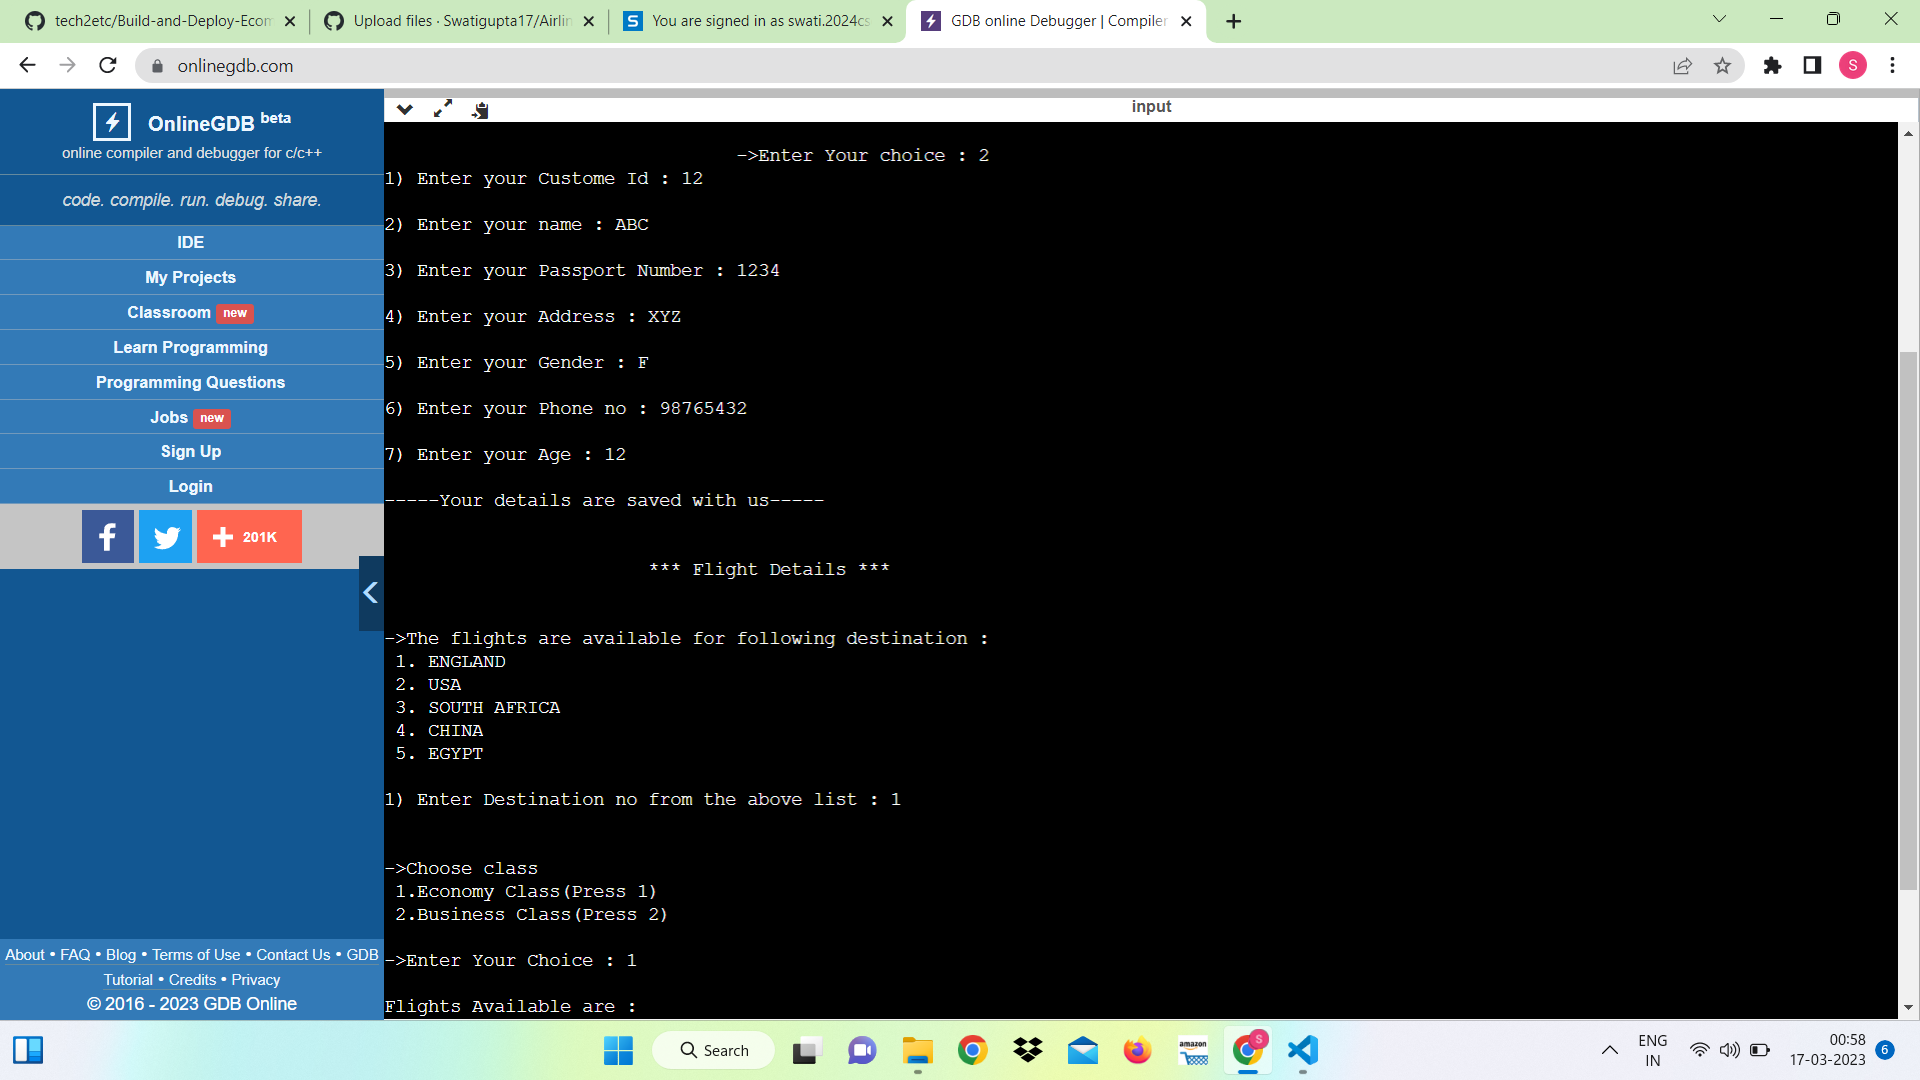 tech2etc/Build-and-Deploy-Ecom
Upload files · Swatigupta17/Airlin
You are signed in as swati.2024cs
GDB online Debugger | Compiler
onlinegdb.com
S
OnlineGDB beta
online compiler and debugger for c/c++
code. compile. run. debug. share.
IDE
My Projects
Classroom new
Learn Programming
Programming Questions
Jobs new
Sign Up
Login
201K
About • FAQ • Blog • Terms of Use • Contact Us • GDB
Tutorial • Credits • Privacy
© 2016 - 2023 GDB Online
input
->Enter Your choice : 2
1) Enter your Custome Id : 12
2) Enter your name : ABC
3) Enter your Passport Number : 1234
4) Enter your Address : XYZ
5) Enter your Gender : F
6) Enter your Phone no : 98765432
7) Enter your Age : 12
-----Your details are saved with us-----
*** Flight Details ***
->The flights are available for following destination :
1. ENGLAND
2. USA
3. SOUTH AFRICA
4. CHINA
5. EGYPT
1) Enter Destination no from the above list : 1
->Choose class
1.Economy Class(Press 1)
2.Business Class(Press 2)
->Enter Your Choice : 1
Flights Available are :
Search
amazon
S
ENG
IN
00:58
17-03-2023
6